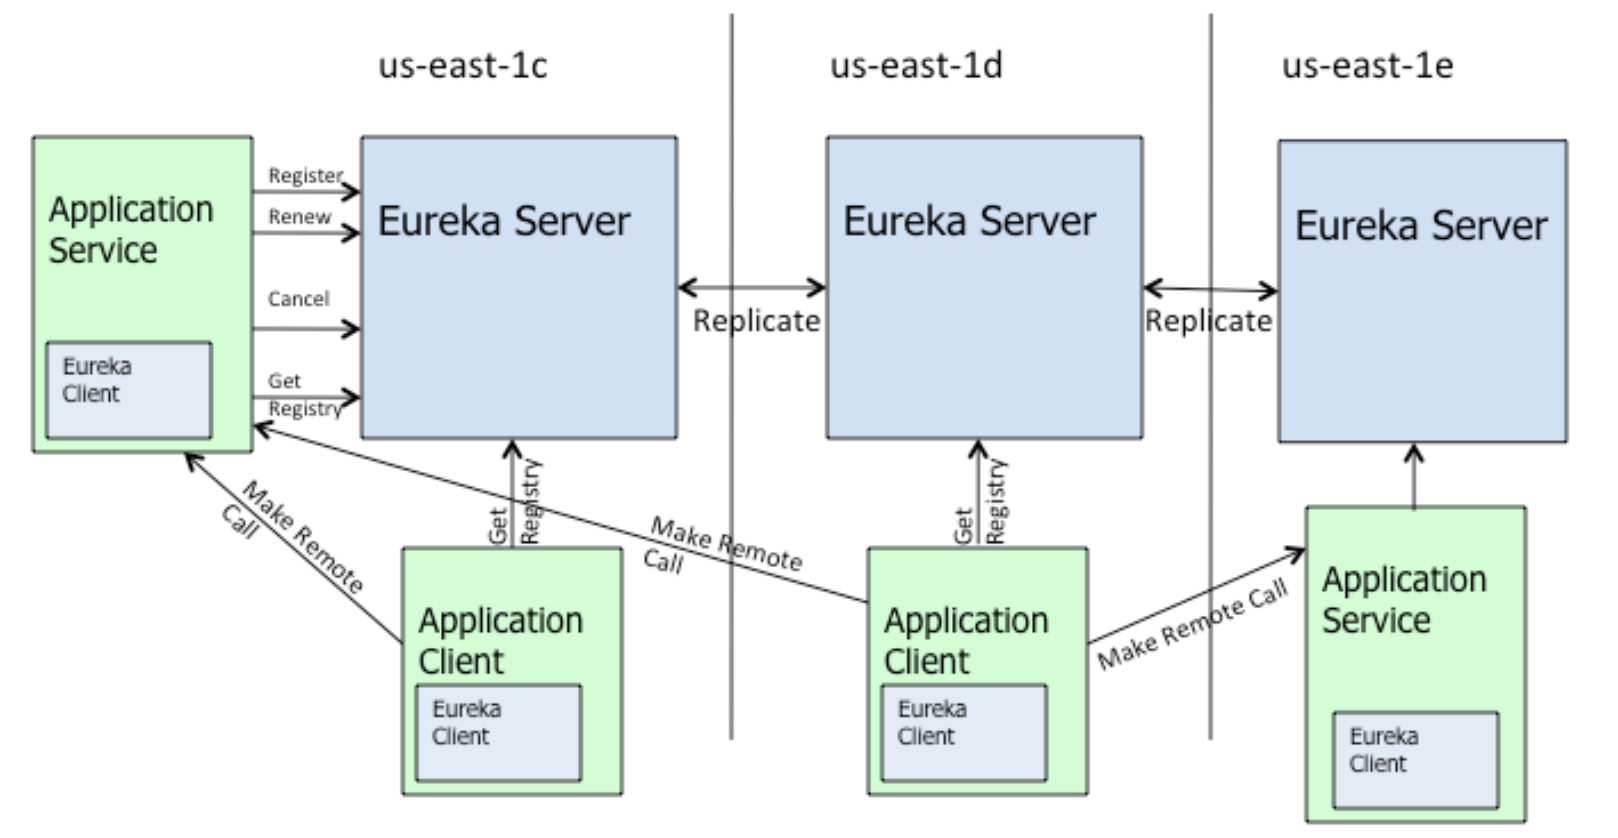 us-east-1c
us-east-1d
us-east-1e
Application
Service
Eureka
Client
Register
Renew
Cancel
Get
Registry
Eureka Server
Replicate
Eureka Server
Replicate
Eureka Server
Make Remote
Call
Get
Registry
Make Remote
Call
Get
Registry
Make Remote Call
Application
Client
Eureka
Client
Application
Client
Eureka
Client
Application
Service
Eureka
Client